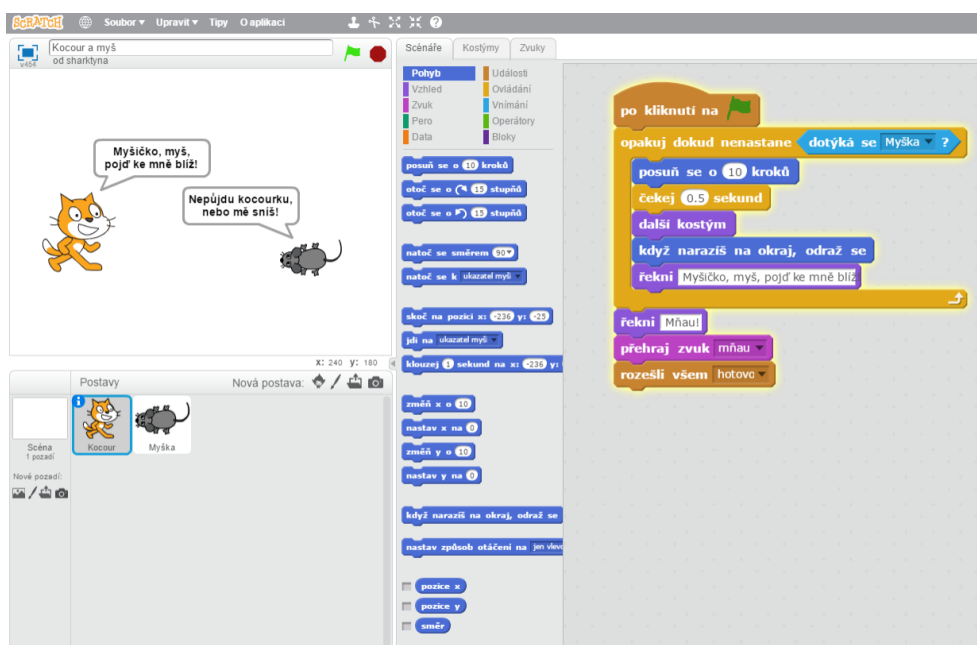 SCRATCH Soubor Upravit Tipy O aplikaci
Kocour a myš
od sharktyna
v454
Myšičko, myš,
pojď ke mně blíž!
Nepůjdu kocourku,
nebo mě sníš!
x: 240 y: 180
Postavy Nová postava:
Scéna
1 pozadí
Nové pozadí:
Kocour
Myška
Scénáře Kostýmy Zvuky
Pohyb Události
Vzhled Ovládání
Zvuk Vnímání
Pero Operátory
Data Bloky
posuň se o 10 kroků
otoč se o 15 stupňů
otoč se o 15 stupňů
natoč se směrem 90
natoč se k ukazatel myš
skoč na pozici x: -236 y: -25
jdi na ukazatel myš
klouzej 1 sekund na x: -236 y:
změň x o 10
nastav x na 0
změň y o 10
nastav y na 0
když narazíš na okraj, odraž se
nastav způsob otáčení na jen vlevo
pozice x
pozice y
směr
po kliknutí na
opakuj dokud nenastane dotýká se Myška ?
posuň se o 10 kroků
čekej 0.5 sekund
další kostým
když narazíš na okraj, odraž se
řekni Myšičko, myš, pojď ke mně blíž
řekni Mňau!
přehraj zvuk mňau
rozešli všem hotovo